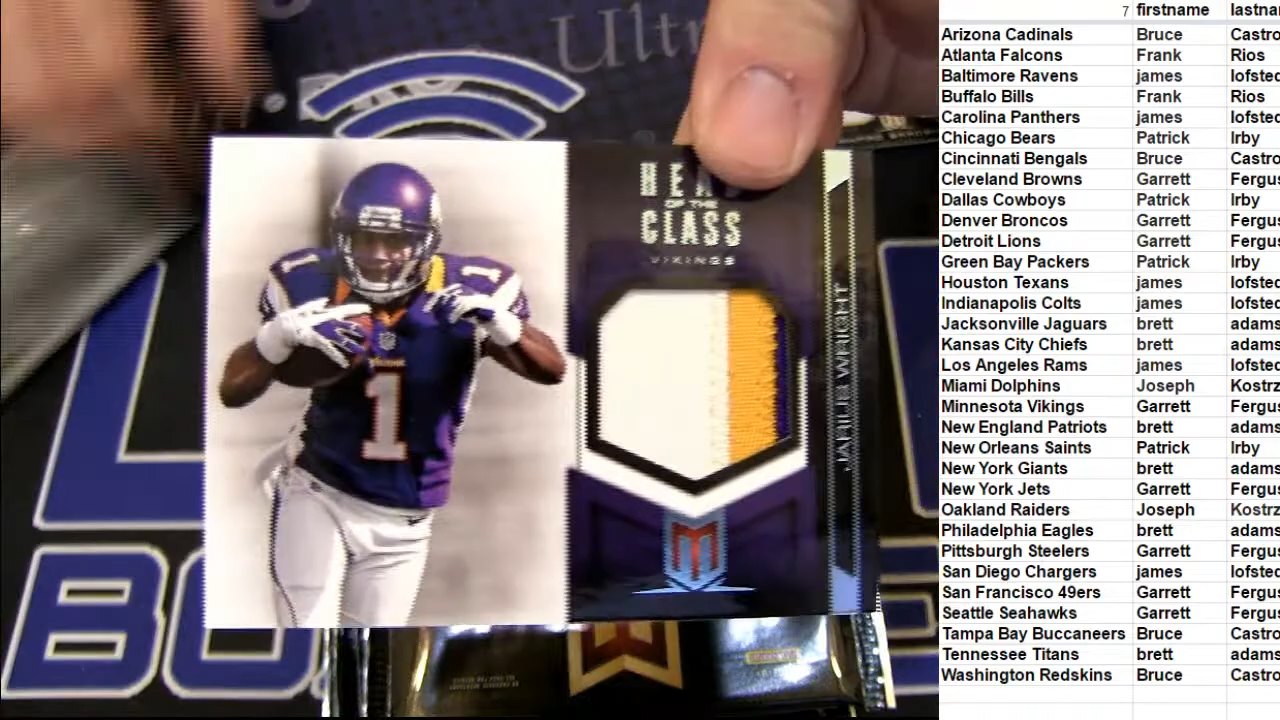 Ultr
HEAD
OF THE
CLASS
VIKINGS
JARIUS WRIGHT
1
1
1
M
BO
7 firstname lastna
Arizona Cadinals Bruce Castro
Atlanta Falcons Frank Rios
Baltimore Ravens james lofsted
Buffalo Bills Frank Rios
Carolina Panthers james lofsted
Chicago Bears Patrick Irby
Cincinnati Bengals Bruce Castro
Cleveland Browns Garrett Fergus
Dallas Cowboys Patrick Irby
Denver Broncos Garrett Fergus
Detroit Lions Garrett Fergus
Green Bay Packers Patrick Irby
Houston Texans james lofsted
Indianapolis Colts james lofsted
Jacksonville Jaguars brett adams
Kansas City Chiefs brett adams
Los Angeles Rams james lofsted
Miami Dolphins Joseph Kostrz
Minnesota Vikings Garrett Fergus
New England Patriots brett adams
New Orleans Saints Patrick Irby
New York Giants brett adams
New York Jets Garrett Fergus
Oakland Raiders Joseph Kostrz
Philadelphia Eagles brett adams
Pittsburgh Steelers Garrett Fergus
San Diego Chargers james lofsted
San Francisco 49ers Garrett Fergus
Seattle Seahawks Garrett Fergus
Tampa Bay Buccaneers Bruce Castro
Tennessee Titans brett adams
Washington Redskins Bruce Castro